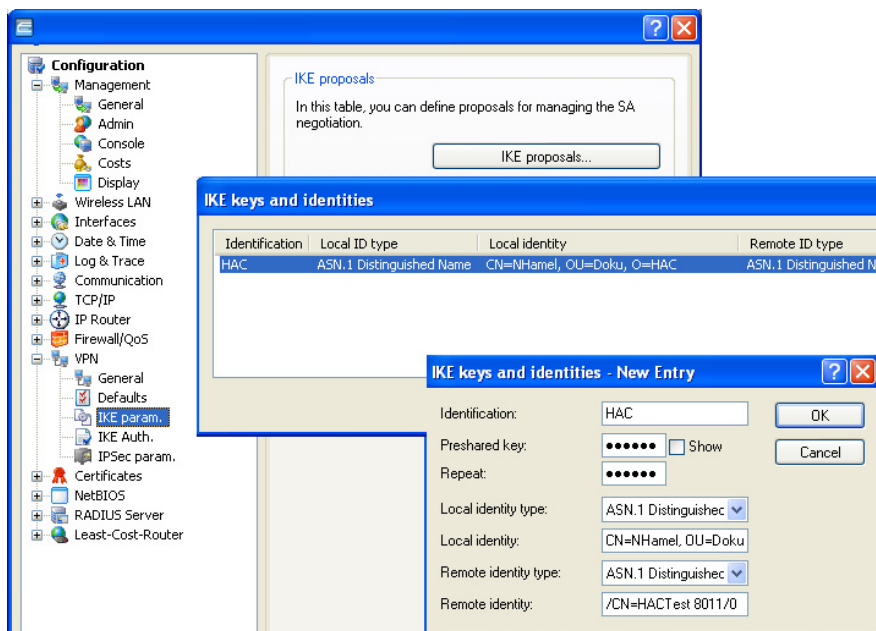 Configuration
Management
General
Admin
Console
Costs
Display
Wireless LAN
Interfaces
Date & Time
Log & Trace
Communication
TCP/IP
IP Router
Firewall/QoS
VPN
General
Defaults
IKE param.
IKE Auth.
IPSec param.
Certificates
NetBIOS
RADIUS Server
Least-Cost-Router
IKE proposals
In this table, you can define proposals for managing the SA
negotiation.
IKE proposals...
IKE keys and identities
Identification Local ID type Local identity Remote ID type
HAC ASN.1 Distinguished Name CN=NHamel, OU=Doku, O=HAC ASN.1 Distinguished N
IKE keys and identities - New Entry
Identification: HAC OK
Preshared key: •••••• Show Cancel
Repeat: ••••••
Local identity type: ASN.1 Distinguishec
Local identity: CN=NHamel, OU=Doku
Remote identity type: ASN.1 Distinguishec
Remote identity: /CN=HACTest 8011/0